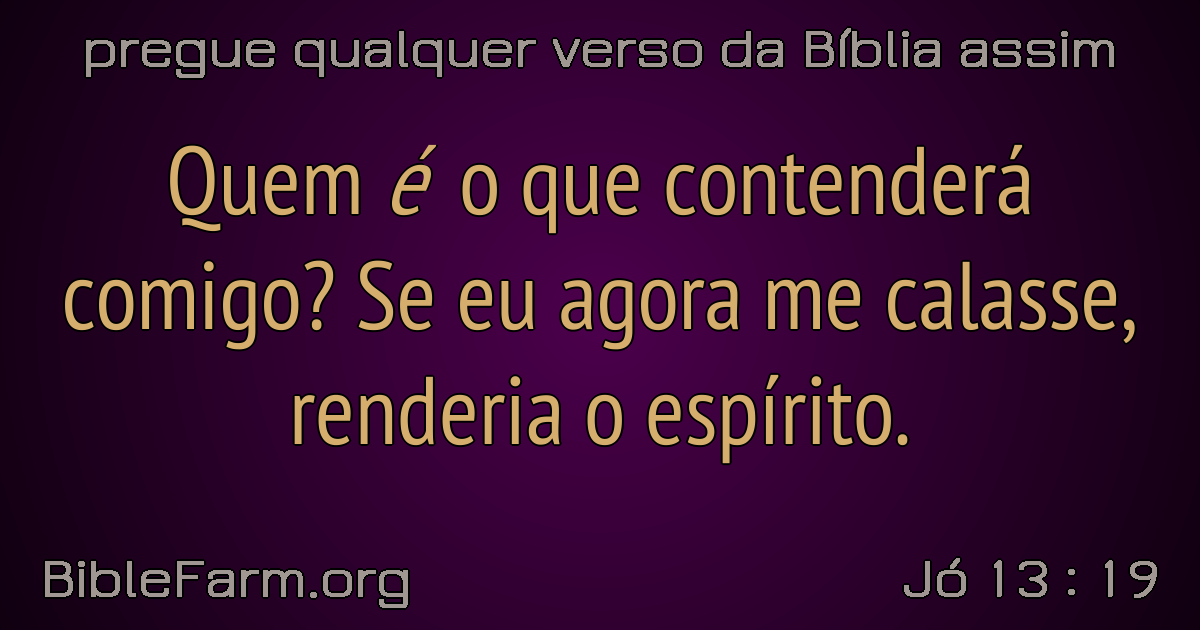 pregue qualquer verso da Bíblia assim
Quem é o que contenderá
comigo? Se eu agora me calasse,
renderia o espírito.
BibleFarm.org
Jó 13 : 19